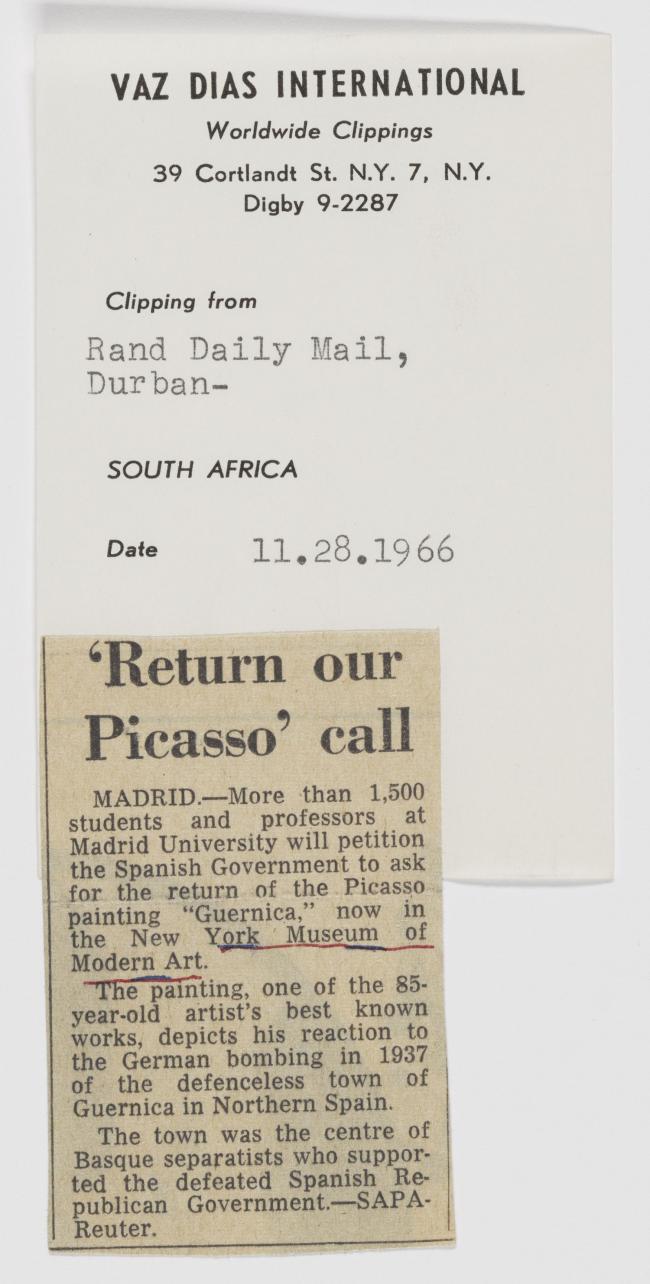 VAZ DIAS INTERNATIONAL
Worldwide Clippings
39 Cortlandt St. N.Y. 7, N.Y.
Digby 9-2287
Clipping from
Rand Daily Mail,
Durban-
SOUTH AFRICA
Date 11.28.1966
‘Return our
Picasso’ call
MADRID.—More than 1,500
students and professors at
Madrid University will petition
the Spanish Government to ask
for the return of the Picasso
painting “Guernica,” now in
the New York Museum of
Modern Art.
The painting, one of the 85-
year-old artist's best known
works, depicts his reaction to
the German bombing in 1937
of the defenceless town of
Guernica in Northern Spain.
The town was the centre of
Basque separatists who suppor-
ted the defeated Spanish Re-
publican Government.—SAPA-
Reuter.